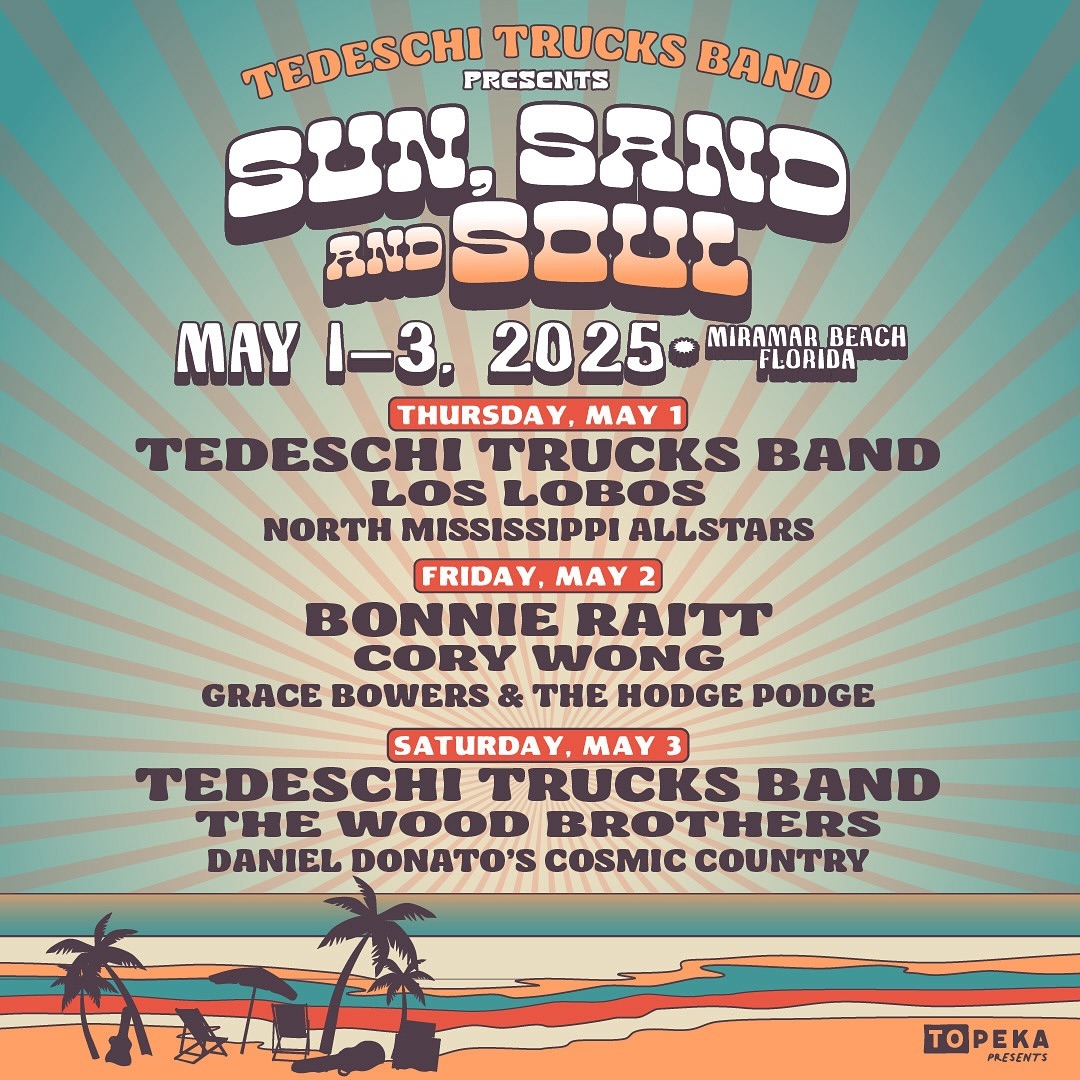 TEDESCHI TRUCKS BAND
PRESENTS
SUN, SAND
AND SOUL
MAY 1–3, 2025 • MIRAMAR BEACH
FLORIDA
THURSDAY, MAY 1
TEDESCHI TRUCKS BAND
LOS LOBOS
NORTH MISSISSIPPI ALLSTARS
FRIDAY, MAY 2
BONNIE RAITT
CORY WONG
GRACE BOWERS & THE HODGE PODGE
SATURDAY, MAY 3
TEDESCHI TRUCKS BAND
THE WOOD BROTHERS
DANIEL DONATO'S COSMIC COUNTRY
TOPEKA
PRESENTS